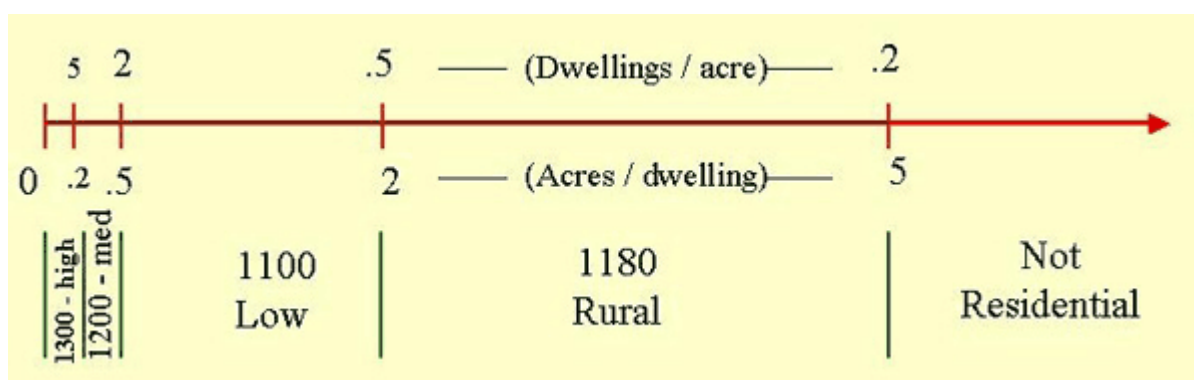 5 2 .5 (Dwellings / acre) .2
0 .2 .5 2 (Acres / dwelling) 5
1300 - high
1200 - med
1100
Low
1180
Rural
Not
Residential